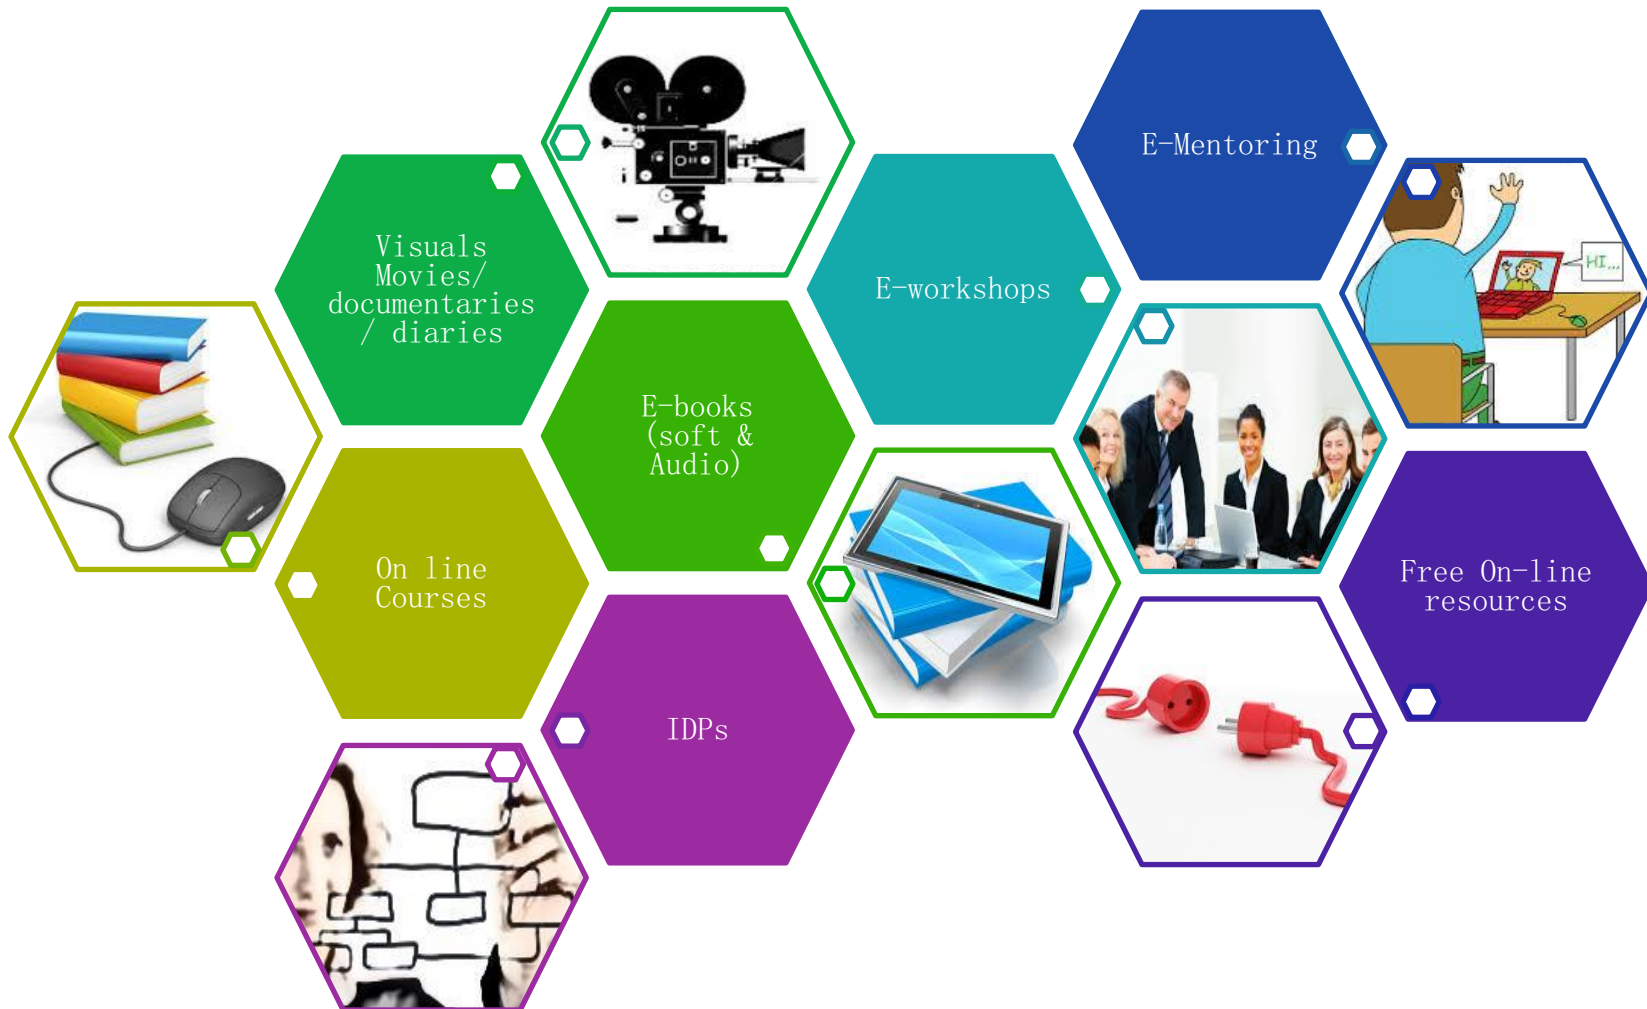 Visuals
Movies/
documentaries
/ diaries
On line
Courses
E-books
(soft &
Audio)
IDPs
E-workshops
E-Mentoring
HI...
Free On-line
resources